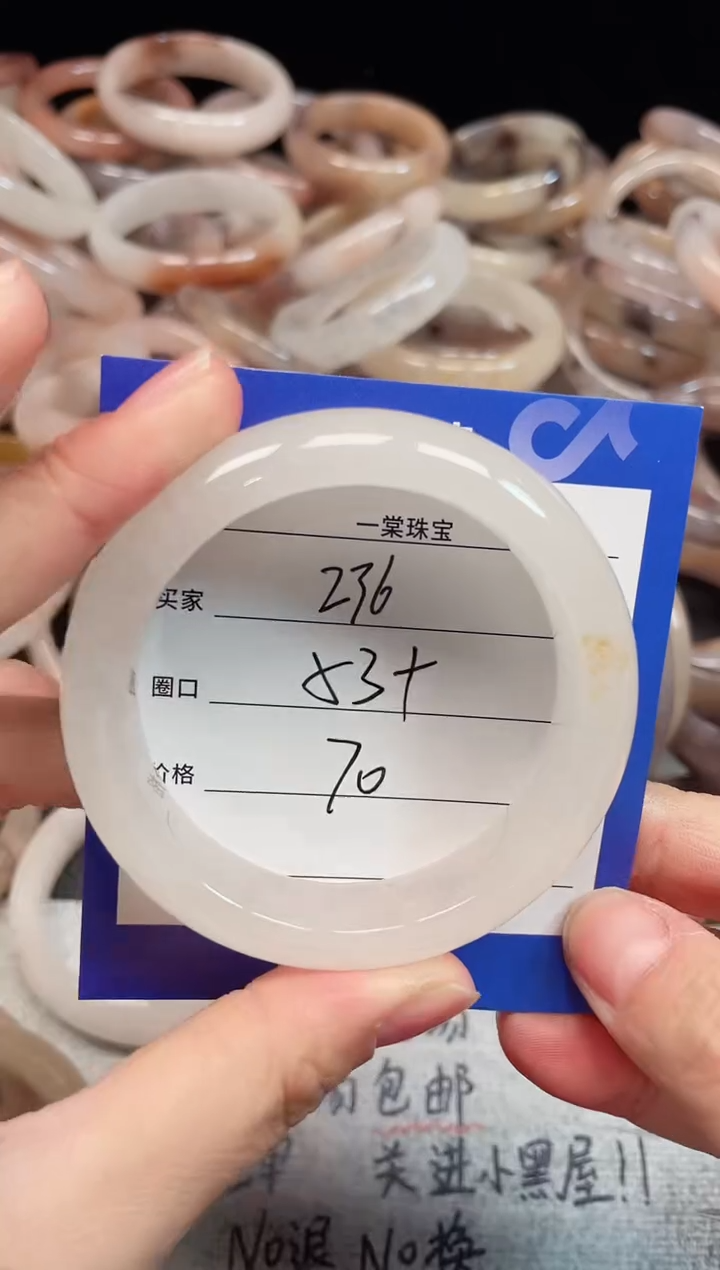 一棠珠宝
买家 236
圈口 53+
价格 70
包邮
关进小黑屋!!
No退 No换